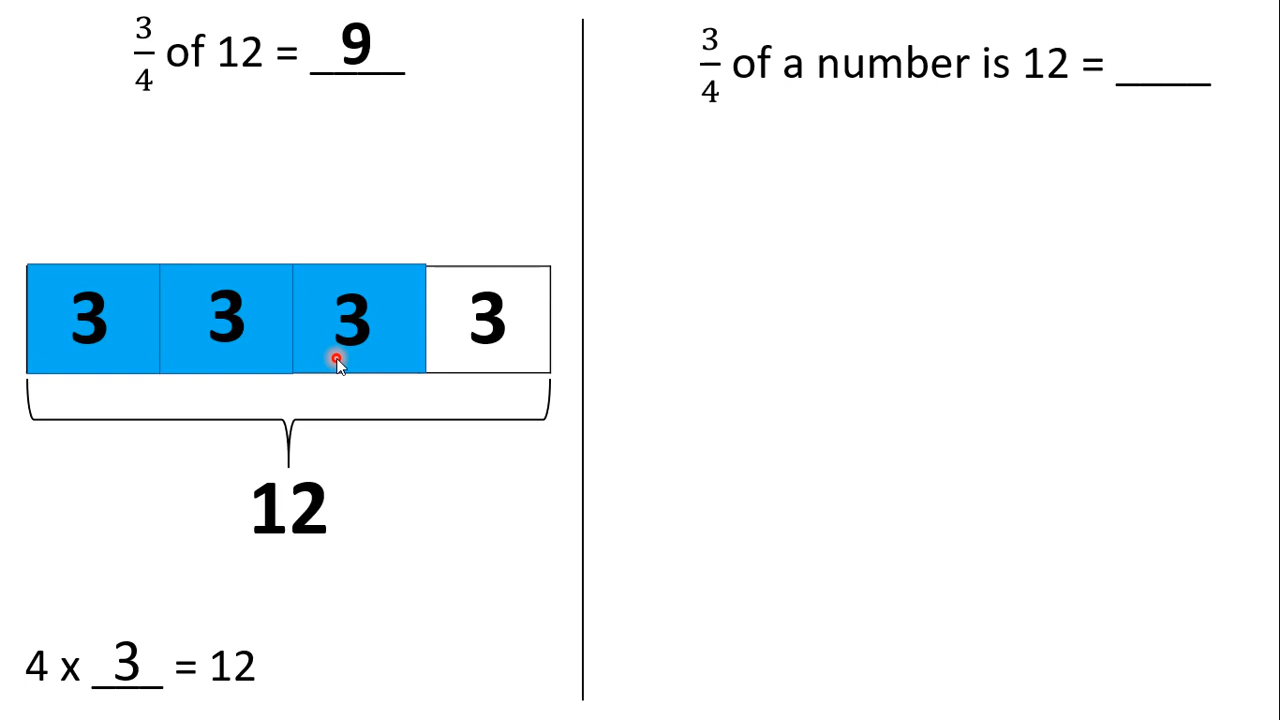 3/4 of 12 = 9
3 3 3 3
12
4 x 3 = 12
3/4 of a number is 12 = ____